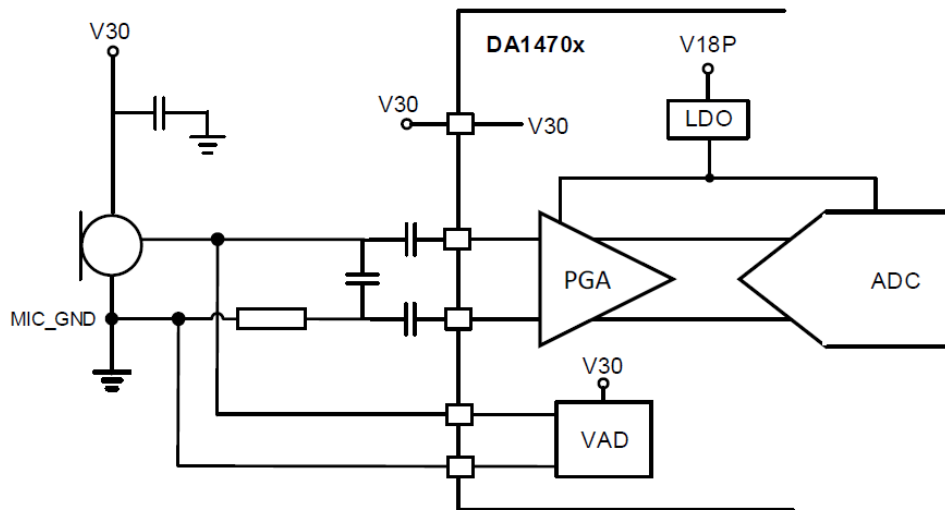 V30
DA1470x
V18P
V30
V30
LDO
PGA
ADC
MIC_GND
V30
VAD